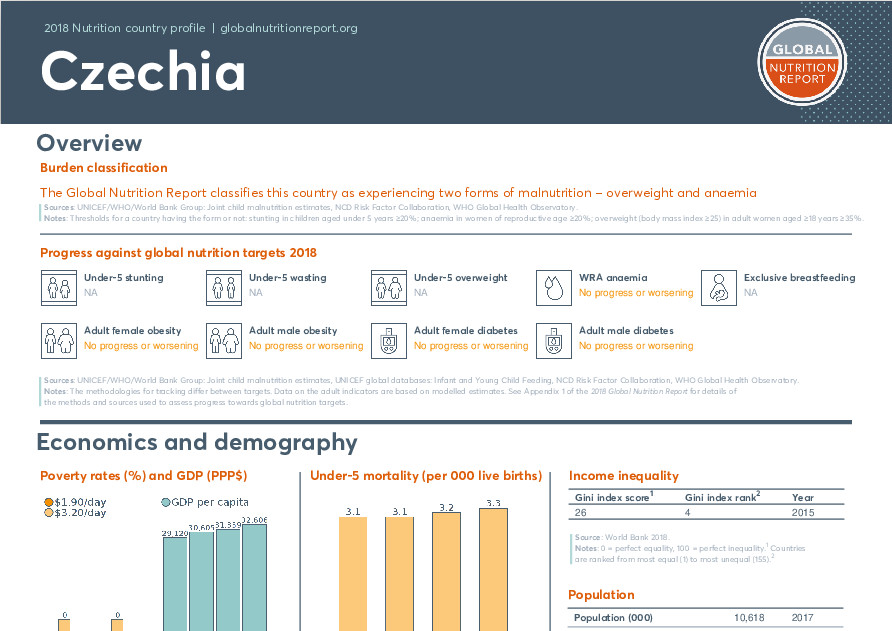 2018 Nutrition country profile | globalnutritionreport.org
Czechia
GLOBAL
NUTRITION
REPORT
Overview
Burden classification
The Global Nutrition Report classifies this country as experiencing two forms of malnutrition – overweight and anaemia
Sources: UNICEF/WHO/World Bank Group: Joint child malnutrition estimates, NCD Risk Factor Collaboration, WHO Global Health Observatory.
Notes: Thresholds for a country having the form or not: stunting in children aged under 5 years ≥20%; anaemia in women of reproductive age ≥20%; overweight (body mass index ≥25) in adult women aged ≥18 years ≥35%.
Progress against global nutrition targets 2018
Under-5 stunting
NA
Under-5 wasting
NA
Under-5 overweight
NA
WRA anaemia
No progress or worsening
Exclusive breastfeeding
NA
Adult female obesity
No progress or worsening
Adult male obesity
No progress or worsening
Adult female diabetes
No progress or worsening
Adult male diabetes
No progress or worsening
Sources: UNICEF/WHO/World Bank Group: Joint child malnutrition estimates, UNICEF global databases: Infant and Young Child Feeding, NCD Risk Factor Collaboration, WHO Global Health Observatory.
Notes: The methodologies for tracking differ between targets. Data on the adult indicators are based on modelled estimates. See Appendix 1 of the 2018 Global Nutrition Report for details of
the methods and sources used to assess progress towards global nutrition targets.
Economics and demography
Poverty rates (%) and GDP (PPP$)
$1.90/day
$3.20/day
GDP per capita
0
0
29,120
30,605
31,339
32,606
Under-5 mortality (per 000 live births)
3.1
3.1
3.2
3.3
Income inequality
Gini index score1 Gini index rank2 Year
26 4 2015
Source: World Bank 2018.
Notes: 0 = perfect equality, 100 = perfect inequality.1 Countries
are ranked from most equal (1) to most unequal (155).2
Population
Population (000) 10,618 2017